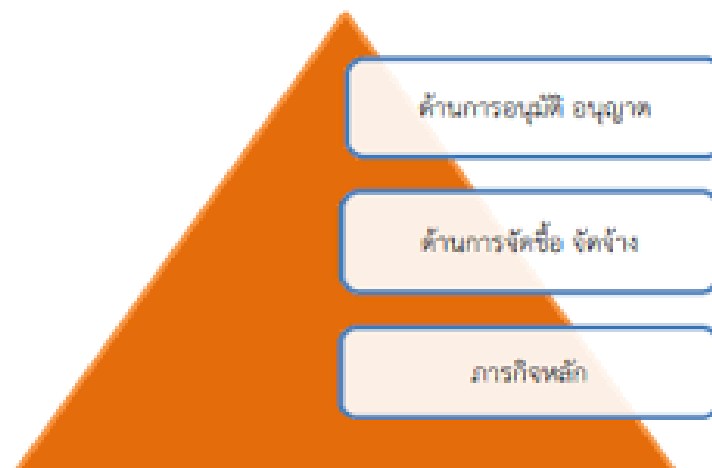 ด้านการอนุมัติ อนุญาต
ด้านการจัดซื้อ จัดจ้าง
ภารกิจหลัก